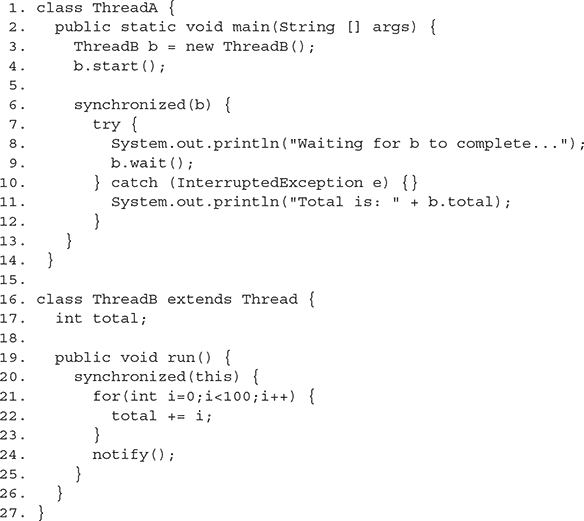 1. class ThreadA {
2.   public static void main(String [] args) {
3.     ThreadB b = new ThreadB();
4.     b.start();
5.
6.     synchronized(b) {
7.       try {
8.         System.out.println("Waiting for b to complete...");
9.         b.wait();
10.       } catch (InterruptedException e) {}
11.         System.out.println("Total is: " + b.total);
12.       }
13.    }
14.  }
15.
16. class ThreadB extends Thread {
17.   int total;
18.
19.   public void run() {
20.     synchronized(this) {
21.       for(int i=0;i<100;i++) {
22.         total += i;
23.       }
24.       notify();
25.     }
26.   }
27. }